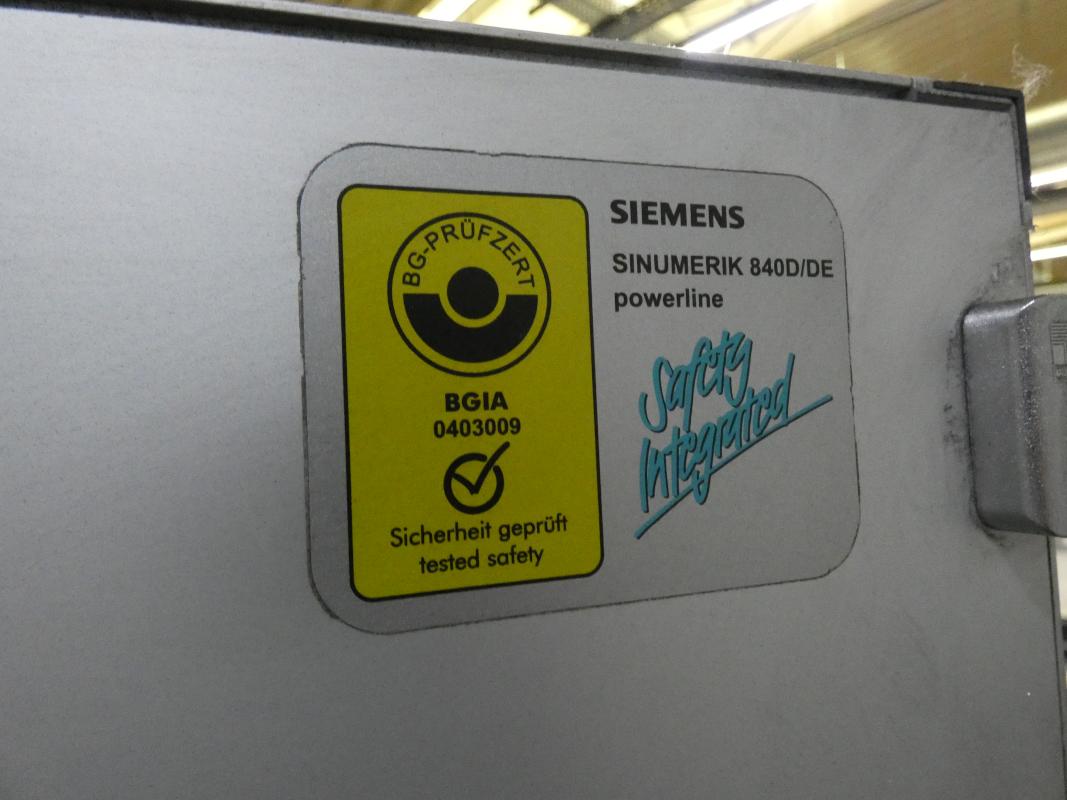 BG-PRÜFZERT
BGIA
0403009
Sicherheit geprüft
tested safety
SIEMENS
SINUMERIK 840D/DE
powerline
Safety
Integrated